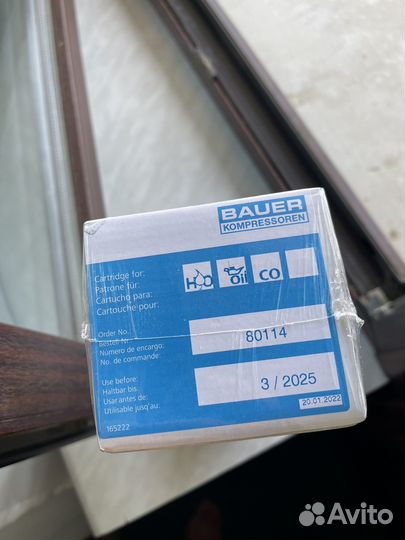 BAUER
KOMPRESSOREN
Cartridge for:
Patrone für:
Cartucho para:
Cartouche pour:
H2O
Oil
CO
Order No.:
Bestell-Nr.
Número de encargo:
No. de commande:
80114
Use before:
Haltbar bis:
Usar antes de:
Utilisable jusqu'au:
3 / 2025
20.01.2022
165222
Avito